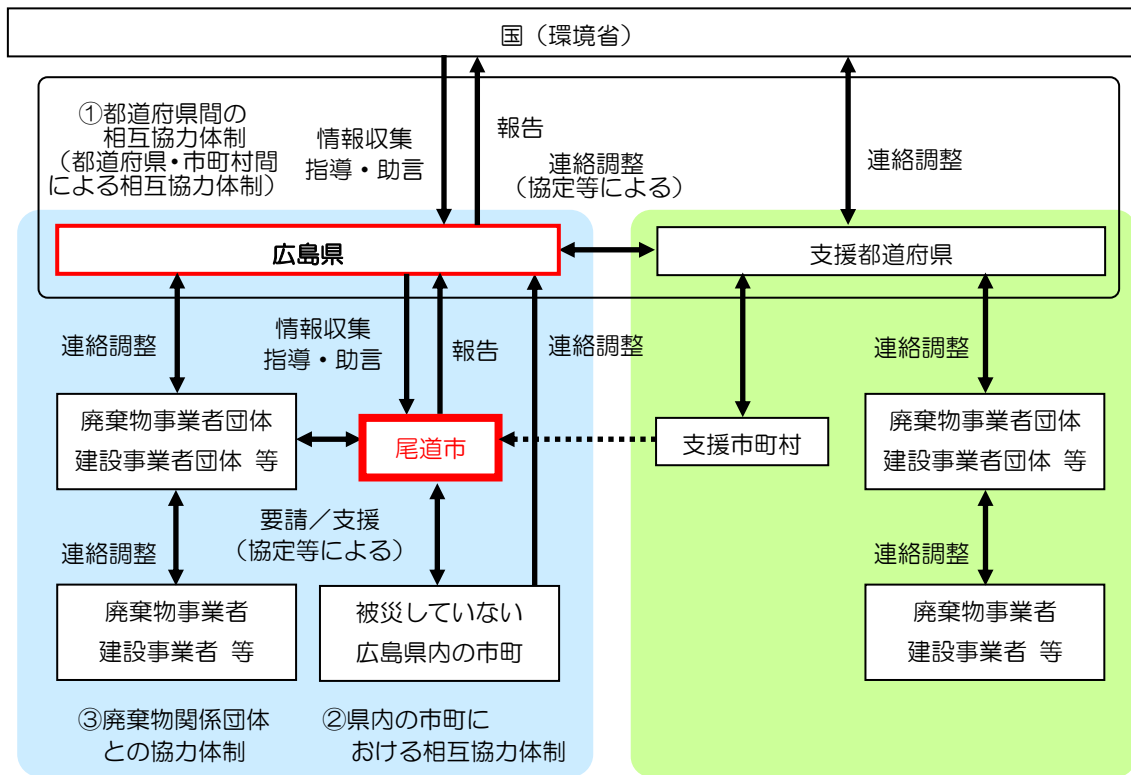 国（環境省）
①都道府県間の
相互協力体制
（都道府県・市町村間
による相互協力体制）
情報収集
指導・助言
報告
連絡調整
（協定等による）
連絡調整
広島県
支援都道府県
連絡調整
情報収集
指導・助言
報告
連絡調整
連絡調整
廃棄物事業者団体
建設事業者団体 等
尾道市
支援市町村
廃棄物事業者団体
建設事業者団体 等
連絡調整
要請／支援
（協定等による）
連絡調整
廃棄物事業者
建設事業者 等
被災していない
広島県内の市町
廃棄物事業者
建設事業者 等
③廃棄物関係団体
との協力体制
②県内の市町に
おける相互協力体制